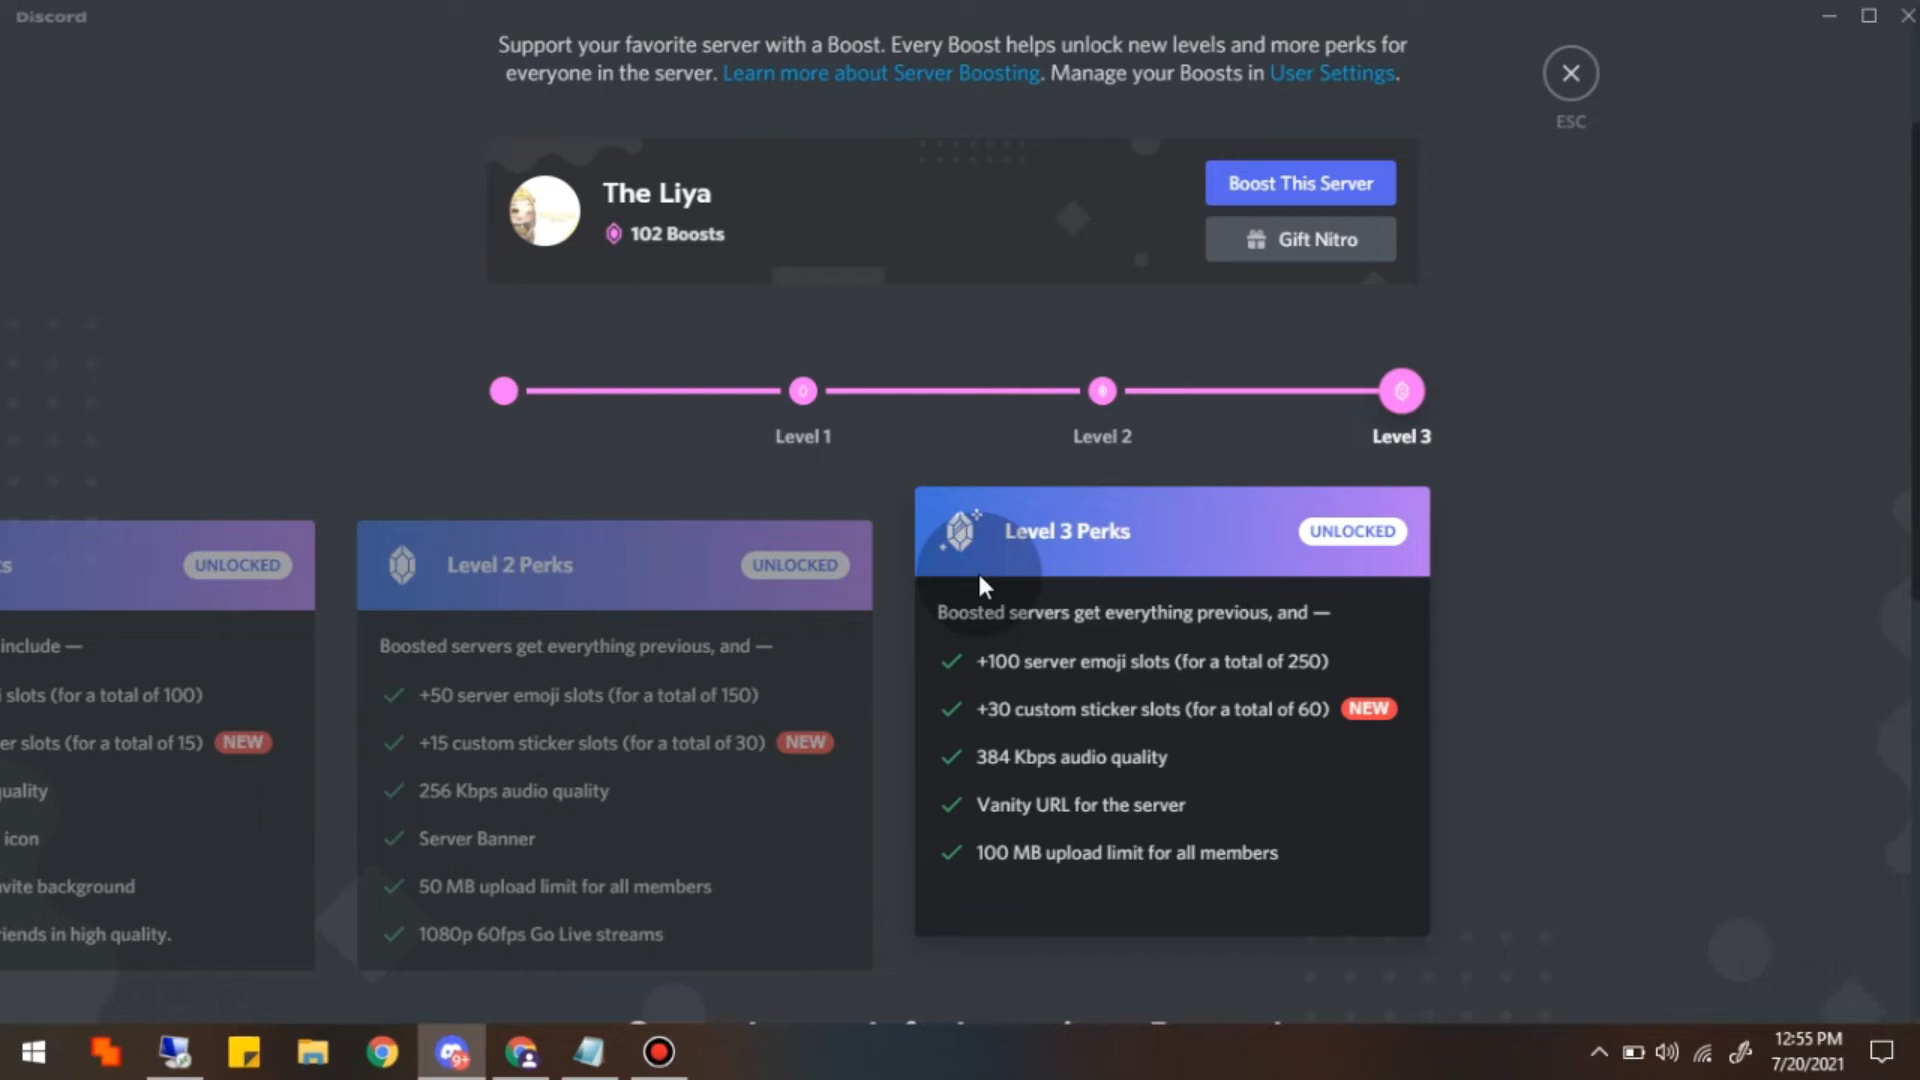 Discord
Support your favorite server with a Boost. Every Boost helps unlock new levels and more perks for
everyone in the server. Learn more about Server Boosting. Manage your Boosts in User Settings.
ESC
The Liya
102 Boosts
Boost This Server
Gift Nitro
Level 1
Level 2
Level 3
UNLOCKED
include —
slots (for a total of 100)
slots (for a total of 15) NEW
icon
background
in high quality.
Level 2 Perks
UNLOCKED
Boosted servers get everything previous, and —
+50 server emoji slots (for a total of 150)
+15 custom sticker slots (for a total of 30) NEW
256 Kbps audio quality
Server Banner
50 MB upload limit for all members
1080p 60fps Go Live streams
Level 3 Perks
UNLOCKED
Boosted servers get everything previous, and —
+100 server emoji slots (for a total of 250)
+30 custom sticker slots (for a total of 60) NEW
384 Kbps audio quality
Vanity URL for the server
100 MB upload limit for all members
9+
12:55 PM
7/20/2021